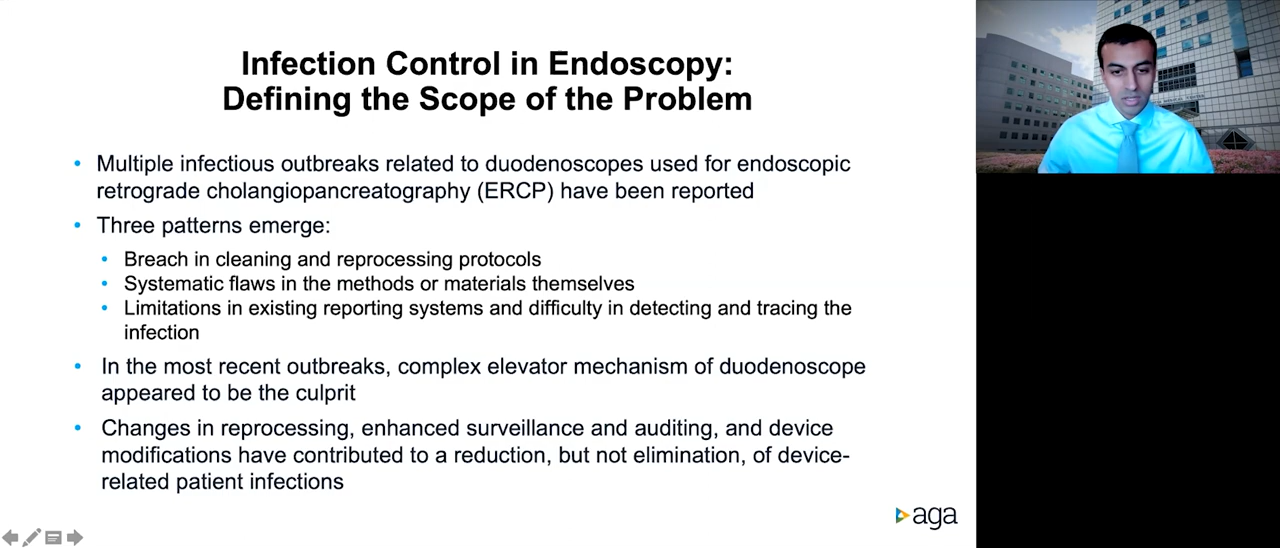 Infection Control in Endoscopy:
Defining the Scope of the Problem
• Multiple infectious outbreaks related to duodenoscopes used for endoscopic
retrograde cholangiopancreatography (ERCP) have been reported
• Three patterns emerge:
• Breach in cleaning and reprocessing protocols
• Systematic flaws in the methods or materials themselves
• Limitations in existing reporting systems and difficulty in detecting and tracing the
infection
• In the most recent outbreaks, complex elevator mechanism of duodenoscope
appeared to be the culprit
• Changes in reprocessing, enhanced surveillance and auditing, and device
modifications have contributed to a reduction, but not elimination, of device-
related patient infections
aga